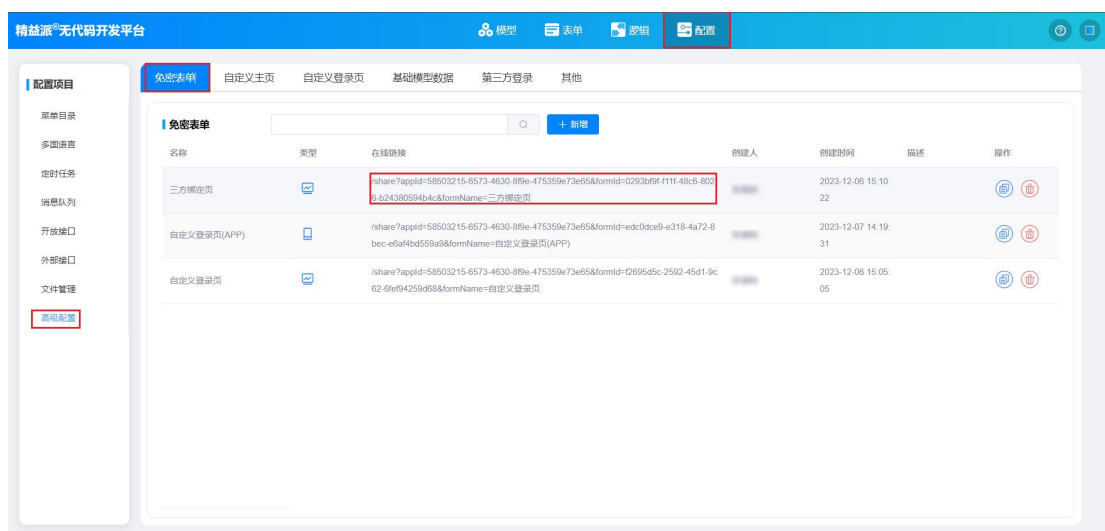 精益派®无代码开发平台
模型
表单
逻辑
配置
配置项目
菜单目录
多国语言
定时任务
消息队列
开放接口
外部接口
文件管理
高级配置
免密表单
自定义主页
自定义登录页
基础模型数据
第三方登录
其他
免密表单
+ 新增
名称
类型
在线链接
创建人
创建时间
描述
操作
三方绑定页
/share?appId=58503215-6573-4630-8f9e-475359e73e65&formId=0293bf9f-f11f-48c6-802
6-b24380594b4c&formName=三方绑定页
2023-12-06 15:10:
22
自定义登录页(APP)
/share?appId=58503215-6573-4630-8f9e-475359e73e65&formId=edc0dce9-e318-4a72-8
bec-e6af4bd559a9&formName=自定义登录页(APP)
2023-12-07 14:19:
31
自定义登录页
/share?appId=58503215-6573-4630-8f9e-475359e73e65&formId=f2695d5c-2592-45d1-9c
62-6fef94259d68&formName=自定义登录页
2023-12-06 15:05:
05